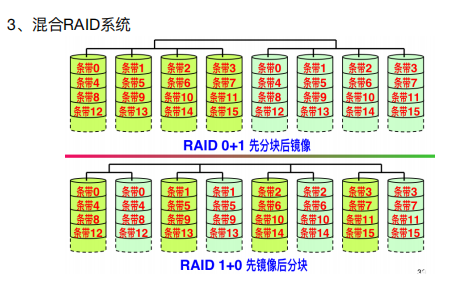 3、混合RAID系统
条带0 条带1 条带2 条带3 条带0 条带1 条带2 条带3
条带4 条带5 条带6 条带7 条带4 条带5 条带6 条带7
条带8 条带9 条带10 条带11 条带8 条带9 条带10 条带11
条带12 条带13 条带14 条带15 条带12 条带13 条带14 条带15
RAID 0+1 先分块后镜像
条带0 条带0 条带1 条带1 条带2 条带2 条带3 条带3
条带4 条带4 条带5 条带5 条带6 条带6 条带7 条带7
条带8 条带8 条带9 条带9 条带10 条带10 条带11 条带11
条带12 条带12 条带13 条带13 条带14 条带14 条带15 条带15
RAID 1+0 先镜像后分块